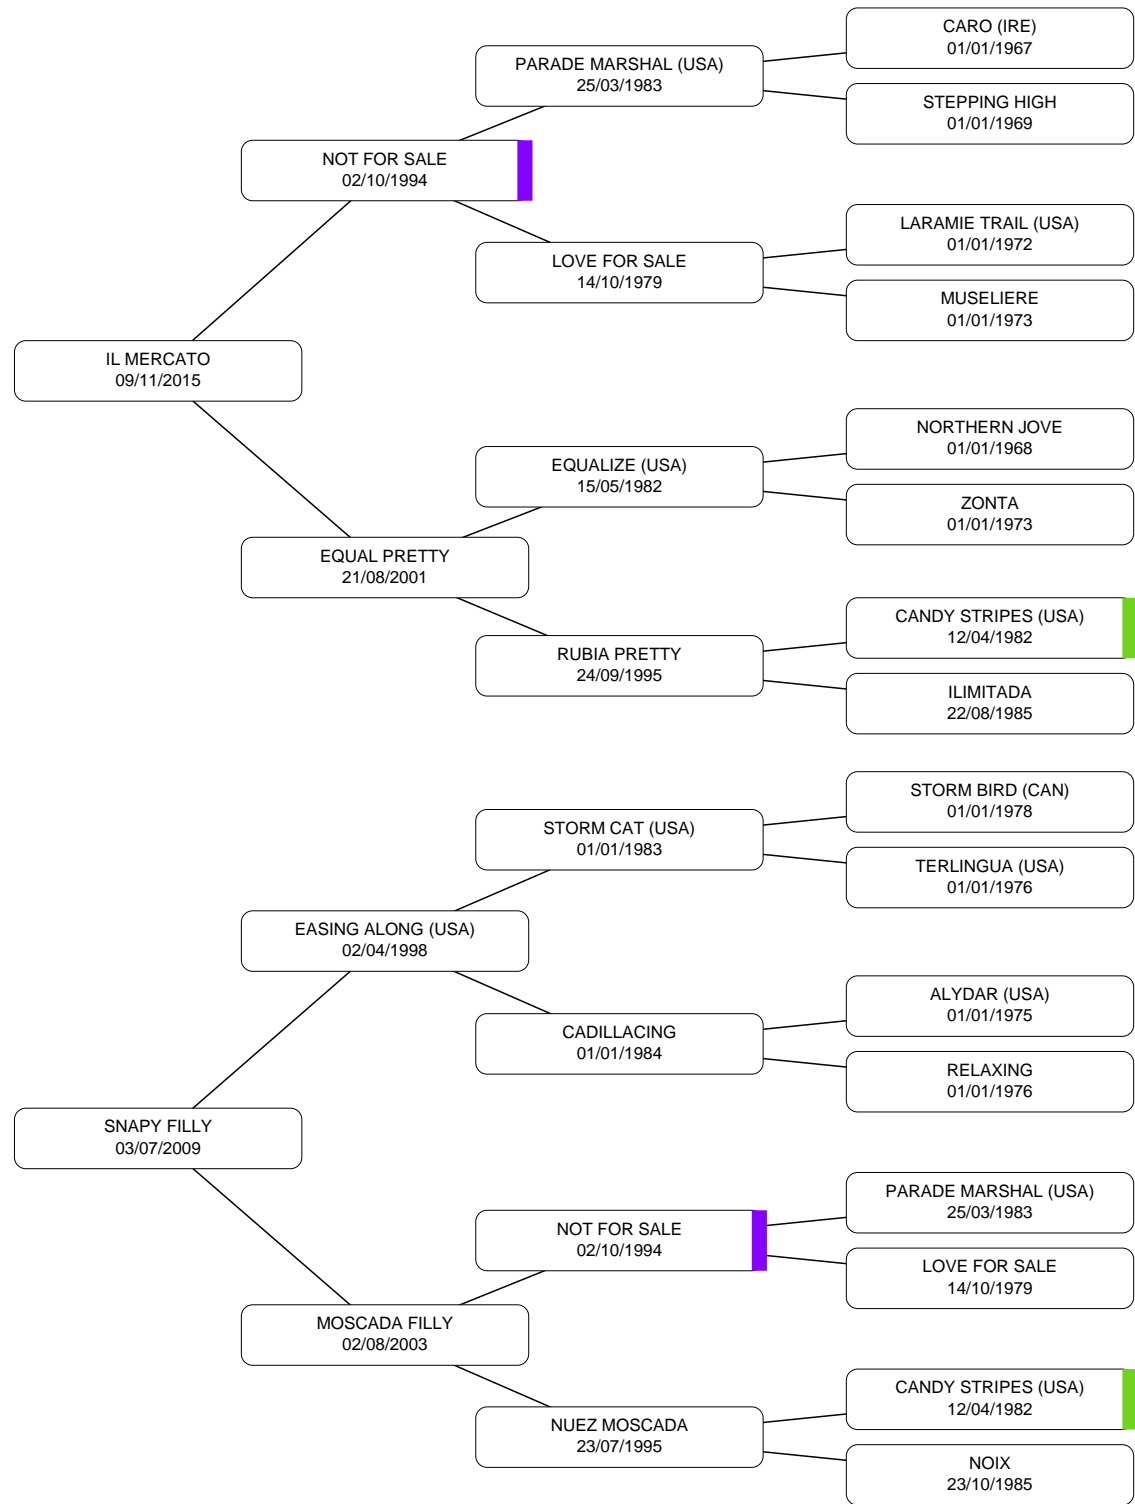 CARO (IRE)
01/01/1967
PARADE MARSHAL (USA)
25/03/1983
STEPPING HIGH
01/01/1969
NOT FOR SALE
02/10/1994
LARAMIE TRAIL (USA)
01/01/1972
LOVE FOR SALE
14/10/1979
MUSELIERE
01/01/1973
IL MERCATO
09/11/2015
NORTHERN JOVE
01/01/1968
EQUALIZE (USA)
15/05/1982
ZONTA
01/01/1973
EQUAL PRETTY
21/08/2001
CANDY STRIPES (USA)
12/04/1982
RUBIA PRETTY
24/09/1995
ILIMITADA
22/08/1985
STORM BIRD (CAN)
01/01/1978
STORM CAT (USA)
01/01/1983
TERLINGUA (USA)
01/01/1976
EASING ALONG (USA)
02/04/1998
ALYDAR (USA)
01/01/1975
CADILLACING
01/01/1984
RELAXING
01/01/1976
SNAPY FILLY
03/07/2009
PARADE MARSHAL (USA)
25/03/1983
NOT FOR SALE
02/10/1994
LOVE FOR SALE
14/10/1979
MOSCADA FILLY
02/08/2003
CANDY STRIPES (USA)
12/04/1982
NUEZ MOSCADA
23/07/1995
NOIX
23/10/1985